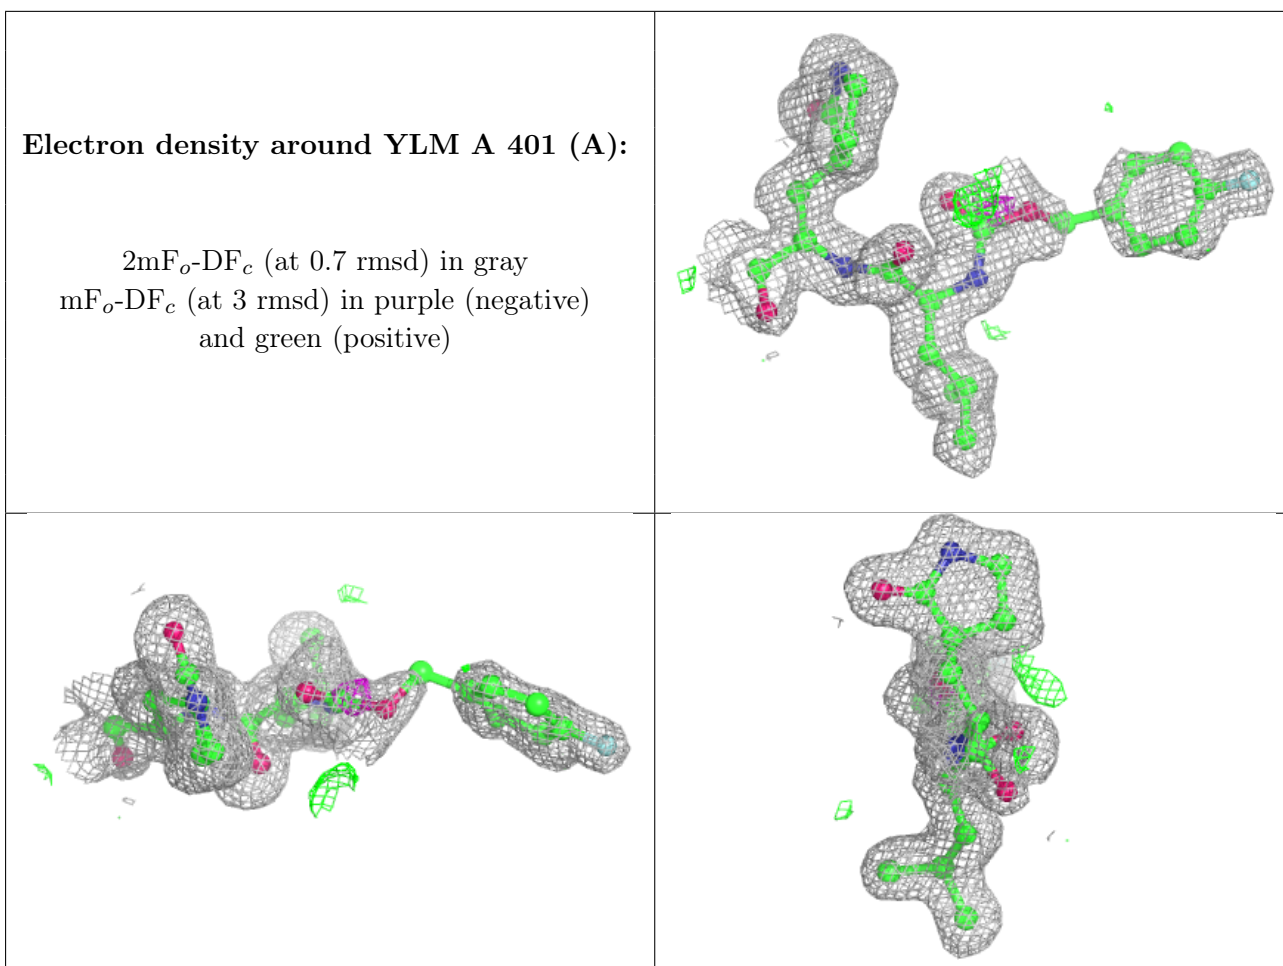 Electron density around YLM A 401 (A):
2mFo-DFc (at 0.7 rmsd) in gray
mFo-DFc (at 3 rmsd) in purple (negative)
and green (positive)